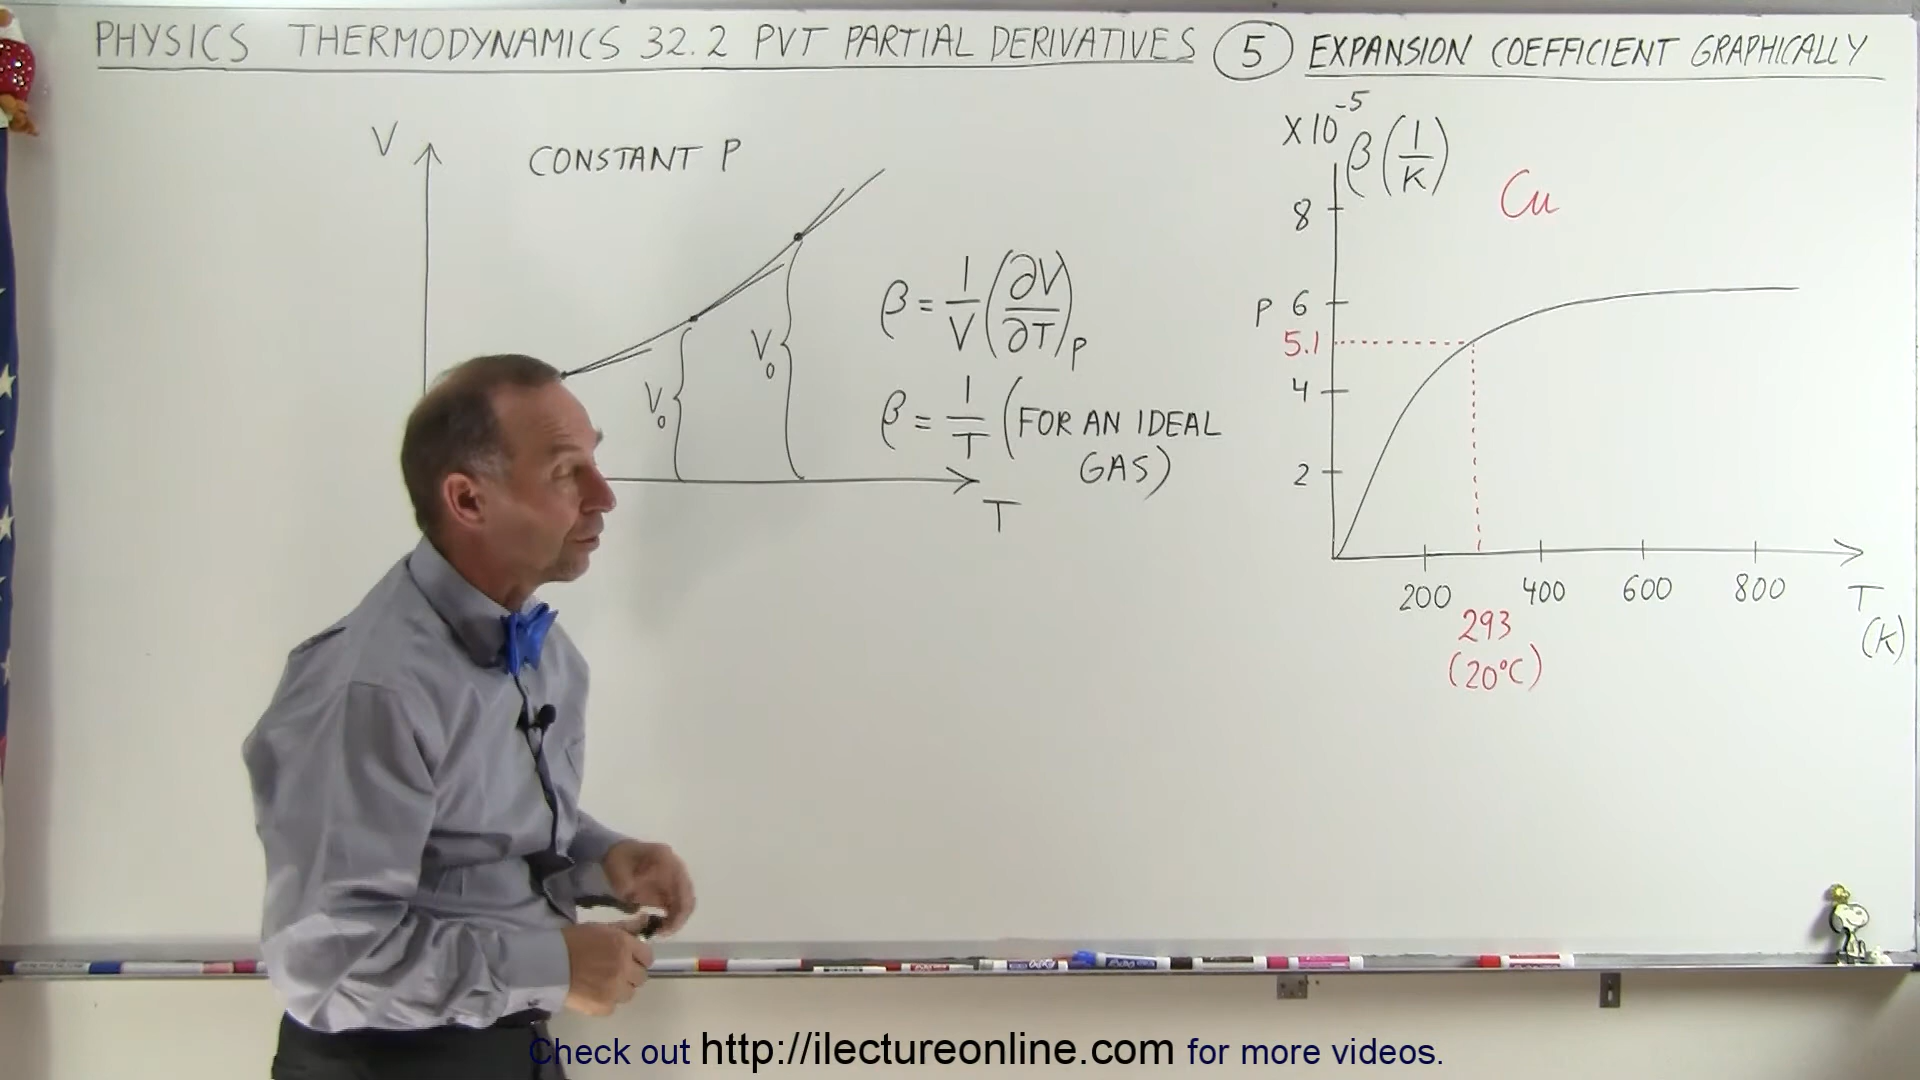 PHYSICS THERMODYNAMICS 32.2 PVT PARTIAL DERIVATIVES (5) EXPANSION COEFFICIENT GRAPHICALLY
V
CONSTANT P
V₀
V₀
T
β = 1/V (∂V/∂T)P
β = 1/T (FOR AN IDEAL
GAS)
X10⁻⁵
β (1/K)
Cu
8
P 6
5.1
4
2
200 400 600 800 T
293 (K)
(20°C)
Check out http://ilectureonline.com for more videos.